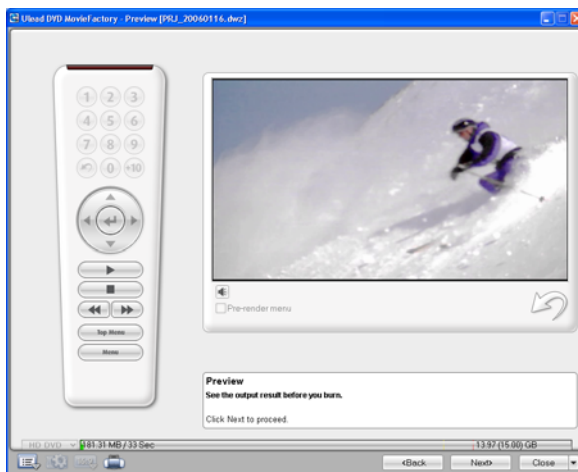 Ulead DVD MovieFactory - Preview [PRJ_20060116.dwz]
1 2 3
4 5 6
7 8 9
0 +10
Top Menu
Menu
Pre-render menu
Preview
See the output result before you burn.
Click Next to proceed.
HD DVD 181.31 MB / 33 Sec 13.97 (15.00) GB
<Back Next> Close